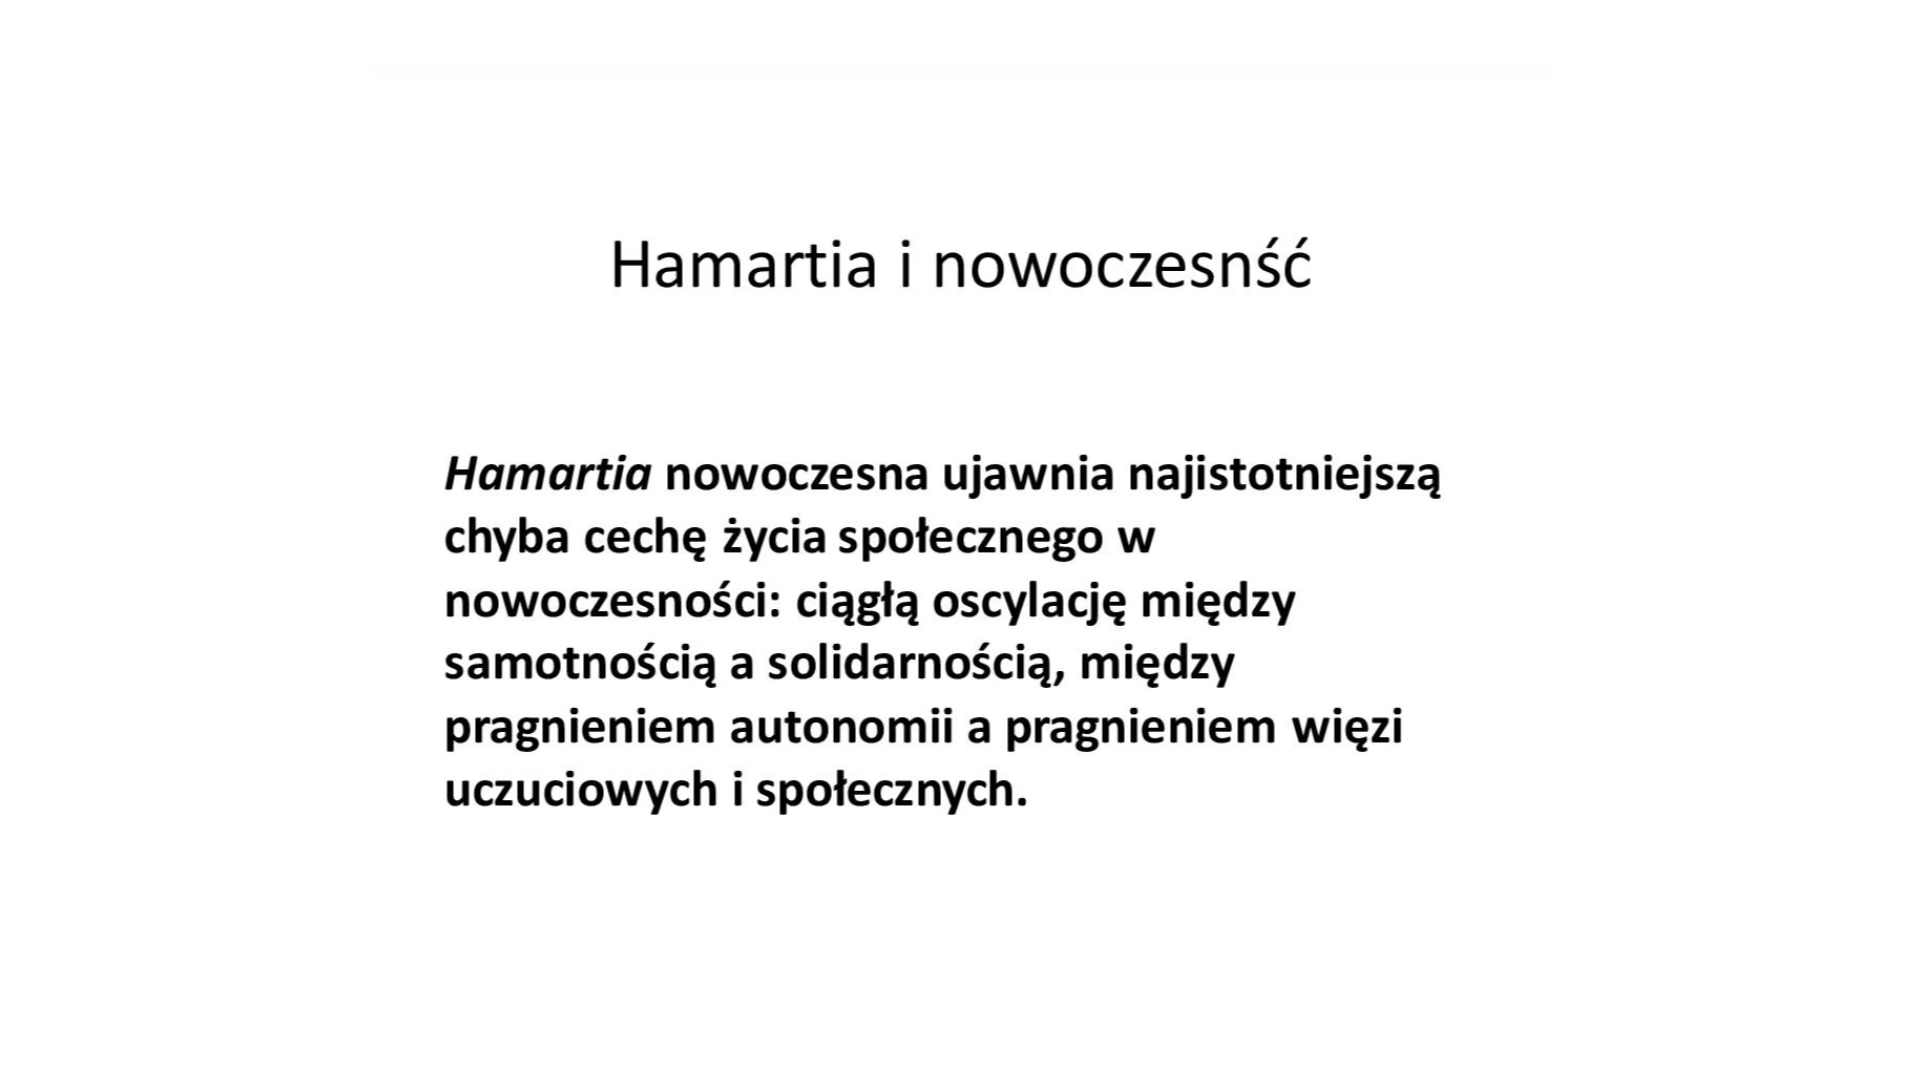 Hamartia i nowoczesnść
Hamartia nowoczesna ujawnia najistotniejszą
chyba cechę życia społecznego w
nowoczesności: ciągłą oscylację między
samotnością a solidarnością, między
pragnieniem autonomii a pragnieniem więzi
uczuciowych i społecznych.